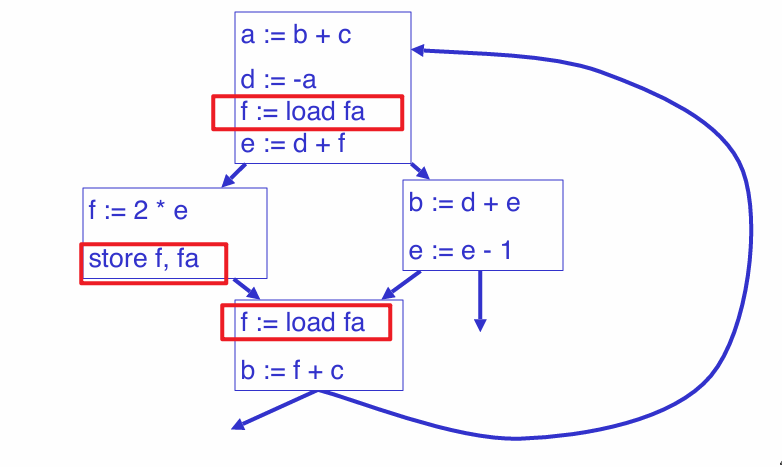 a := b + c
d := -a
f := load fa
e := d + f
f := 2 * e
store f, fa
b := d + e
e := e - 1
f := load fa
b := f + c